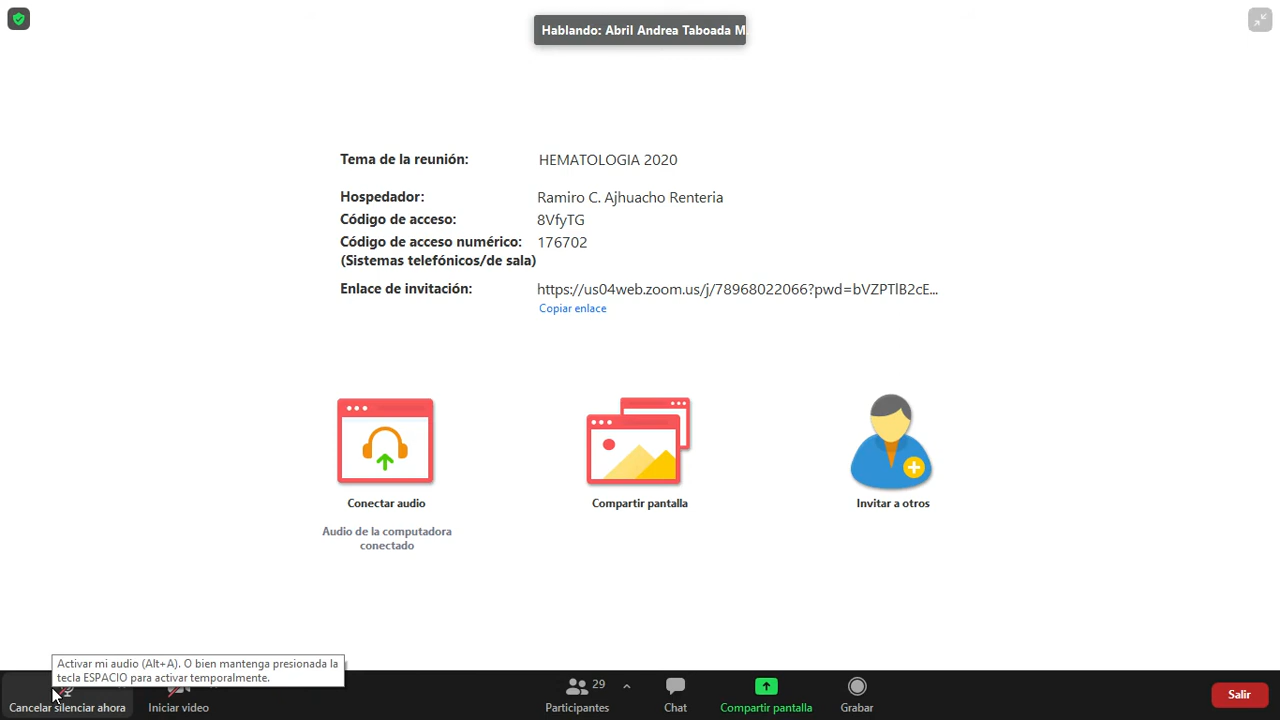 Hablando: Abril Andrea Taboada M.
Tema de la reunión: HEMATOLOGIA 2020
Hospedador: Ramiro C. Ajhuacho Renteria
Código de acceso: 8VfyTG
Código de acceso numérico: 176702
(Sistemas telefónicos/de sala)
Enlace de invitación: https://us04web.zoom.us/j/78968022066?pwd=bVZPTlB2cE...
Copiar enlace
Conectar audio
Compartir pantalla
Invitar a otros
Audio de la computadora
conectado
Activar mi audio (Alt+A). O bien mantenga presionada la
tecla ESPACIO para activar temporalmente.
29
Cancelar silenciar ahora
Iniciar video
Participantes
Chat
Compartir pantalla
Grabar
Salir